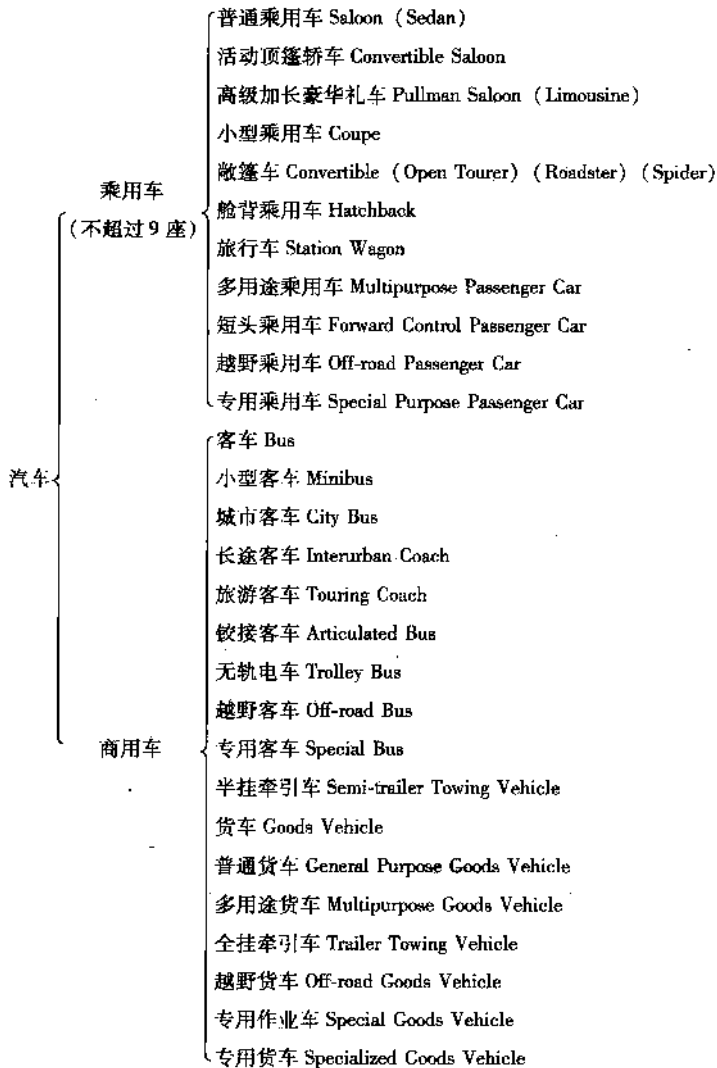 普通乘用车 Saloon (Sedan)
活动顶篷轿车 Convertible Saloon
高级加长豪华礼车 Pullman Saloon (Limousine)
小型乘用车 Coupe
敞篷车 Convertible (Open Tourer) (Roadster) (Spider)
乘用车
(不超过9座)
舱背乘用车 Hatchback
旅行车 Station Wagon
多用途乘用车 Multipurpose Passenger Car
短头乘用车 Forward Control Passenger Car
越野乘用车 Off-road Passenger Car
专用乘用车 Special Purpose Passenger Car
汽车
客车 Bus
小型客车 Minibus
城市客车 City Bus
长途客车 Interurban Coach
旅游客车 Touring Coach
铰接客车 Articulated Bus
无轨电车 Trolley Bus
越野客车 Off-road Bus
商用车
专用客车 Special Bus
半挂牵引车 Semi-trailer Towing Vehicle
货车 Goods Vehicle
普通货车 General Purpose Goods Vehicle
多用途货车 Multipurpose Goods Vehicle
全挂牵引车 Trailer Towing Vehicle
越野货车 Off-road Goods Vehicle
专用作业车 Special Goods Vehicle
专用货车 Specialized Goods Vehicle